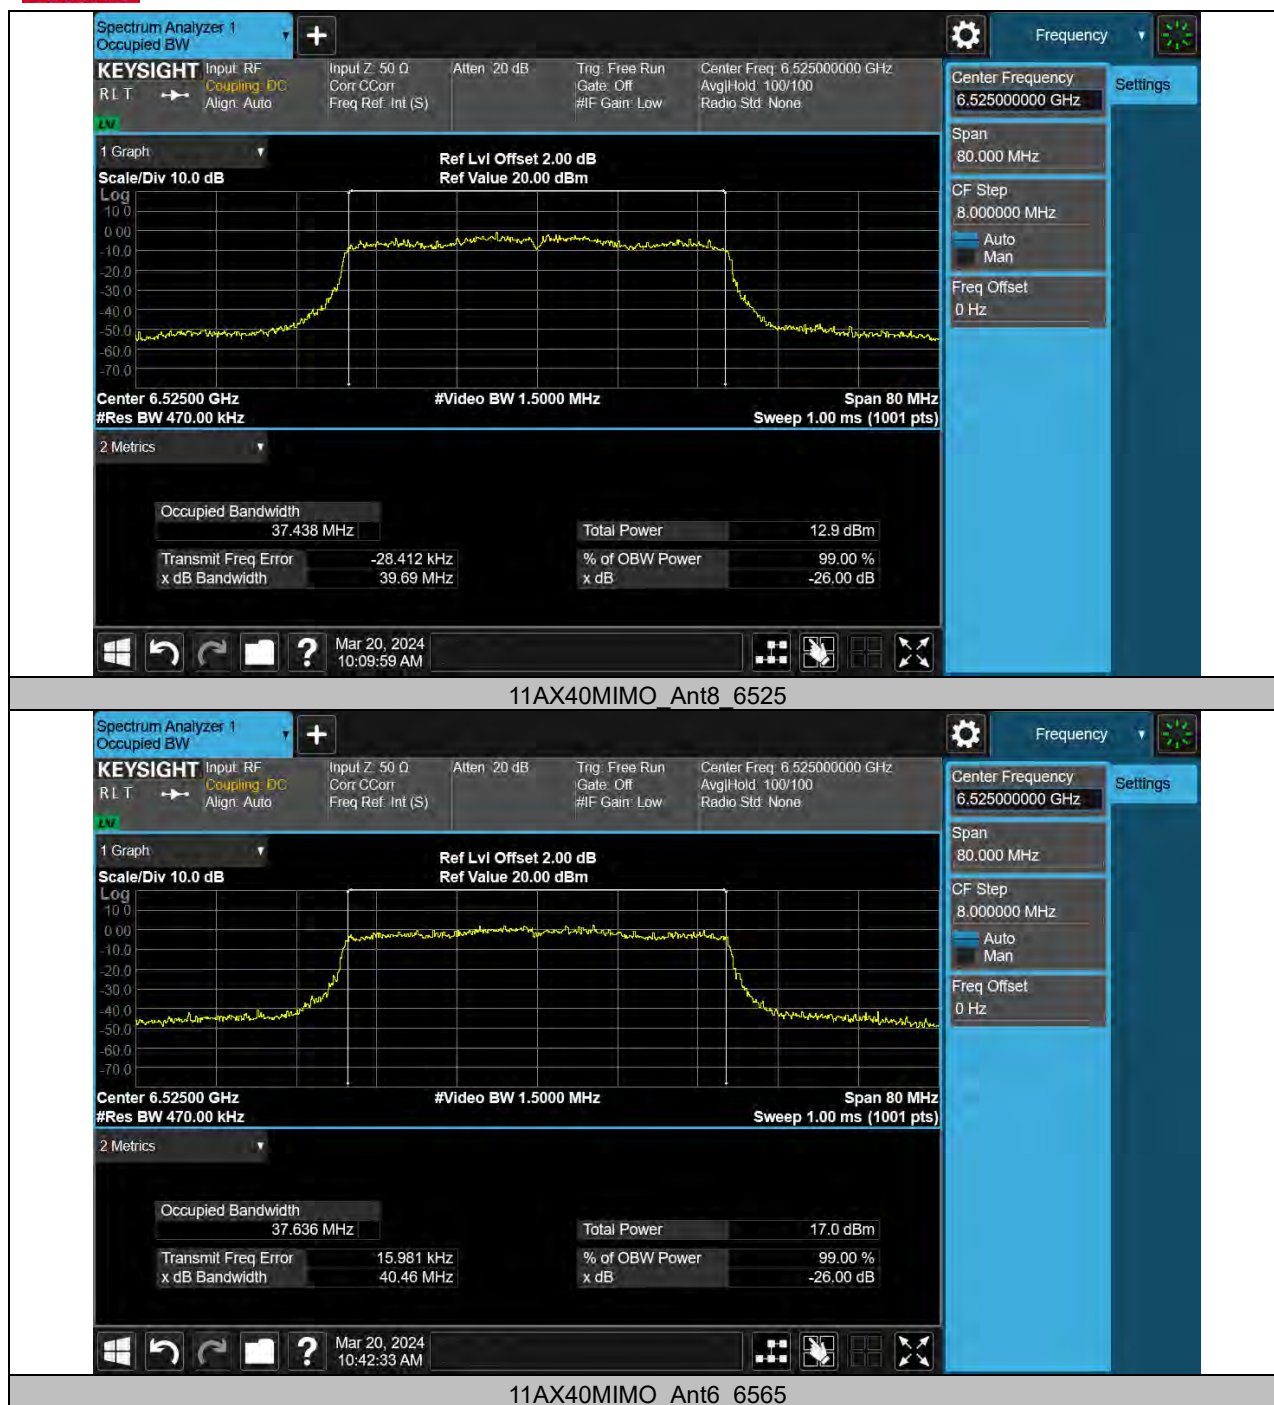 Spectrum Analyzer 1
Occupied BW
Frequency
KEYSIGHT
R L T
Input: RF
Coupling: DC
Align: Auto
Input Z: 50 Ω
Corr CCorr
Freq Ref: Int (S)
Atten: 20 dB
Trig: Free Run
Gate: Off
#IF Gain: Low
Center Freq: 6.525000000 GHz
Avg|Hold: 100/100
Radio Std: None
LNI
Center Frequency
6.525000000 GHz
Settings
Span
80.000 MHz
CF Step
8.000000 MHz
Auto
Man
Freq Offset
0 Hz
1 Graph
Scale/Div 10.0 dB
Ref Lvl Offset 2.00 dB
Ref Value 20.00 dBm
Log
10.0
0.00
-10.0
-20.0
-30.0
-40.0
-50.0
-60.0
-70.0
Center 6.52500 GHz
#Res BW 470.00 kHz
#Video BW 1.5000 MHz
Span 80 MHz
Sweep 1.00 ms (1001 pts)
2 Metrics
Occupied Bandwidth
37.438 MHz
Total Power 12.9 dBm
Transmit Freq Error -28.412 kHz
% of OBW Power 99.00 %
x dB Bandwidth 39.69 MHz
x dB -26.00 dB
?
Mar 20, 2024
10:09:59 AM
11AX40MIMO_Ant8_6525
Spectrum Analyzer 1
Occupied BW
Frequency
KEYSIGHT
R L T
Input: RF
Coupling: DC
Align: Auto
Input Z: 50 Ω
Corr CCorr
Freq Ref: Int (S)
Atten: 20 dB
Trig: Free Run
Gate: Off
#IF Gain: Low
Center Freq: 6.525000000 GHz
Avg|Hold: 100/100
Radio Std: None
LNI
Center Frequency
6.525000000 GHz
Settings
Span
80.000 MHz
CF Step
8.000000 MHz
Auto
Man
Freq Offset
0 Hz
1 Graph
Scale/Div 10.0 dB
Ref Lvl Offset 2.00 dB
Ref Value 20.00 dBm
Log
10.0
0.00
-10.0
-20.0
-30.0
-40.0
-50.0
-60.0
-70.0
Center 6.52500 GHz
#Res BW 470.00 kHz
#Video BW 1.5000 MHz
Span 80 MHz
Sweep 1.00 ms (1001 pts)
2 Metrics
Occupied Bandwidth
37.636 MHz
Total Power 17.0 dBm
Transmit Freq Error 15.981 kHz
% of OBW Power 99.00 %
x dB Bandwidth 40.46 MHz
x dB -26.00 dB
?
Mar 20, 2024
10:42:33 AM
11AX40MIMO_Ant6_6565